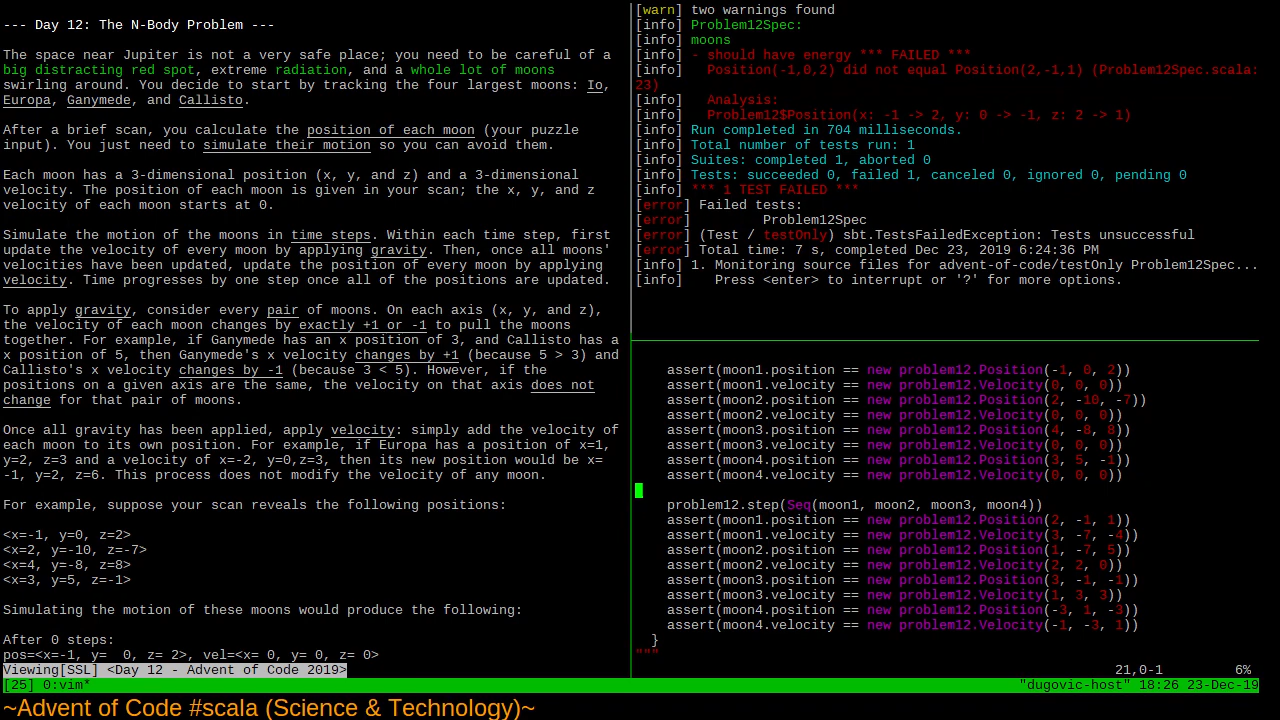 --- Day 12: The N-Body Problem ---
The space near Jupiter is not a very safe place; you need to be careful of a
big distracting red spot, extreme radiation, and a whole lot of moons
swirling around. You decide to start by tracking the four largest moons: Io,
Europa, Ganymede, and Callisto.
After a brief scan, you calculate the position of each moon (your puzzle
input). You just need to simulate their motion so you can avoid them.
Each moon has a 3-dimensional position (x, y, and z) and a 3-dimensional
velocity. The position of each moon is given in your scan; the x, y, and z
velocity of each moon starts at 0.
Simulate the motion of the moons in time steps. Within each time step, first
update the velocity of every moon by applying gravity. Then, once all moons'
velocities have been updated, update the position of every moon by applying
velocity. Time progresses by one step once all of the positions are updated.
To apply gravity, consider every pair of moons. On each axis (x, y, and z),
the velocity of each moon changes by exactly +1 or -1 to pull the moons
together. For example, if Ganymede has an x position of 3, and Callisto has a
x position of 5, then Ganymede's x velocity changes by +1 (because 5 > 3) and
Callisto's x velocity changes by -1 (because 3 < 5). However, if the
positions on a given axis are the same, the velocity on that axis does not
change for that pair of moons.
Once all gravity has been applied, apply velocity: simply add the velocity of
each moon to its own position. For example, if Europa has a position of x=1,
y=2, z=3 and a velocity of x=-2, y=0,z=3, then its new position would be x=
-1, y=2, z=6. This process does not modify the velocity of any moon.
For example, suppose your scan reveals the following positions:
<x=-1, y=0, z=2>
<x=2, y=-10, z=-7>
<x=4, y=-8, z=8>
<x=3, y=5, z=-1>
Simulating the motion of these moons would produce the following:
After 0 steps:
pos=<x=-1, y=  0, z= 2>, vel=<x= 0, y= 0, z= 0>
Viewing[SSL] <Day 12 - Advent of Code 2019>
[warn] two warnings found
[info] Problem12Spec:
[info] moons
[info] - should have energy *** FAILED ***
[info]   Position(-1,0,2) did not equal Position(2,-1,1) (Problem12Spec.scala:
23)
[info]   Analysis:
[info]   Problem12$Position(x: -1 -> 2, y: 0 -> -1, z: 2 -> 1)
[info] Run completed in 704 milliseconds.
[info] Total number of tests run: 1
[info] Suites: completed 1, aborted 0
[info] Tests: succeeded 0, failed 1, canceled 0, ignored 0, pending 0
[info] *** 1 TEST FAILED ***
[error] Failed tests:
[error]         Problem12Spec
[error] (Test / testOnly) sbt.TestsFailedException: Tests unsuccessful
[error] Total time: 7 s, completed Dec 23, 2019 6:24:36 PM
[info] 1. Monitoring source files for advent-of-code/testOnly Problem12Spec...
[info]    Press <enter> to interrupt or '?' for more options.
assert(moon1.position == new problem12.Position(-1, 0, 2))
assert(moon1.velocity == new problem12.Velocity(0, 0, 0))
assert(moon2.position == new problem12.Position(2, -10, -7))
assert(moon2.velocity == new problem12.Velocity(0, 0, 0))
assert(moon3.position == new problem12.Position(4, -8, 8))
assert(moon3.velocity == new problem12.Velocity(0, 0, 0))
assert(moon4.position == new problem12.Position(3, 5, -1))
assert(moon4.velocity == new problem12.Velocity(0, 0, 0))
problem12.step(Seq(moon1, moon2, moon3, moon4))
assert(moon1.position == new problem12.Position(2, -1, 1))
assert(moon1.velocity == new problem12.Velocity(3, -7, -4))
assert(moon2.position == new problem12.Position(1, -7, 5))
assert(moon2.velocity == new problem12.Velocity(2, 2, 0))
assert(moon3.position == new problem12.Position(3, -1, -1))
assert(moon3.velocity == new problem12.Velocity(1, 3, 3))
assert(moon4.position == new problem12.Position(-3, 1, -3))
assert(moon4.velocity == new problem12.Velocity(-1, -3, 1))
}
"""
21,0-1 6%
[25] 0:vim* "dugovic-host" 18:26 23-Dec-19
~Advent of Code #scala (Science & Technology)~